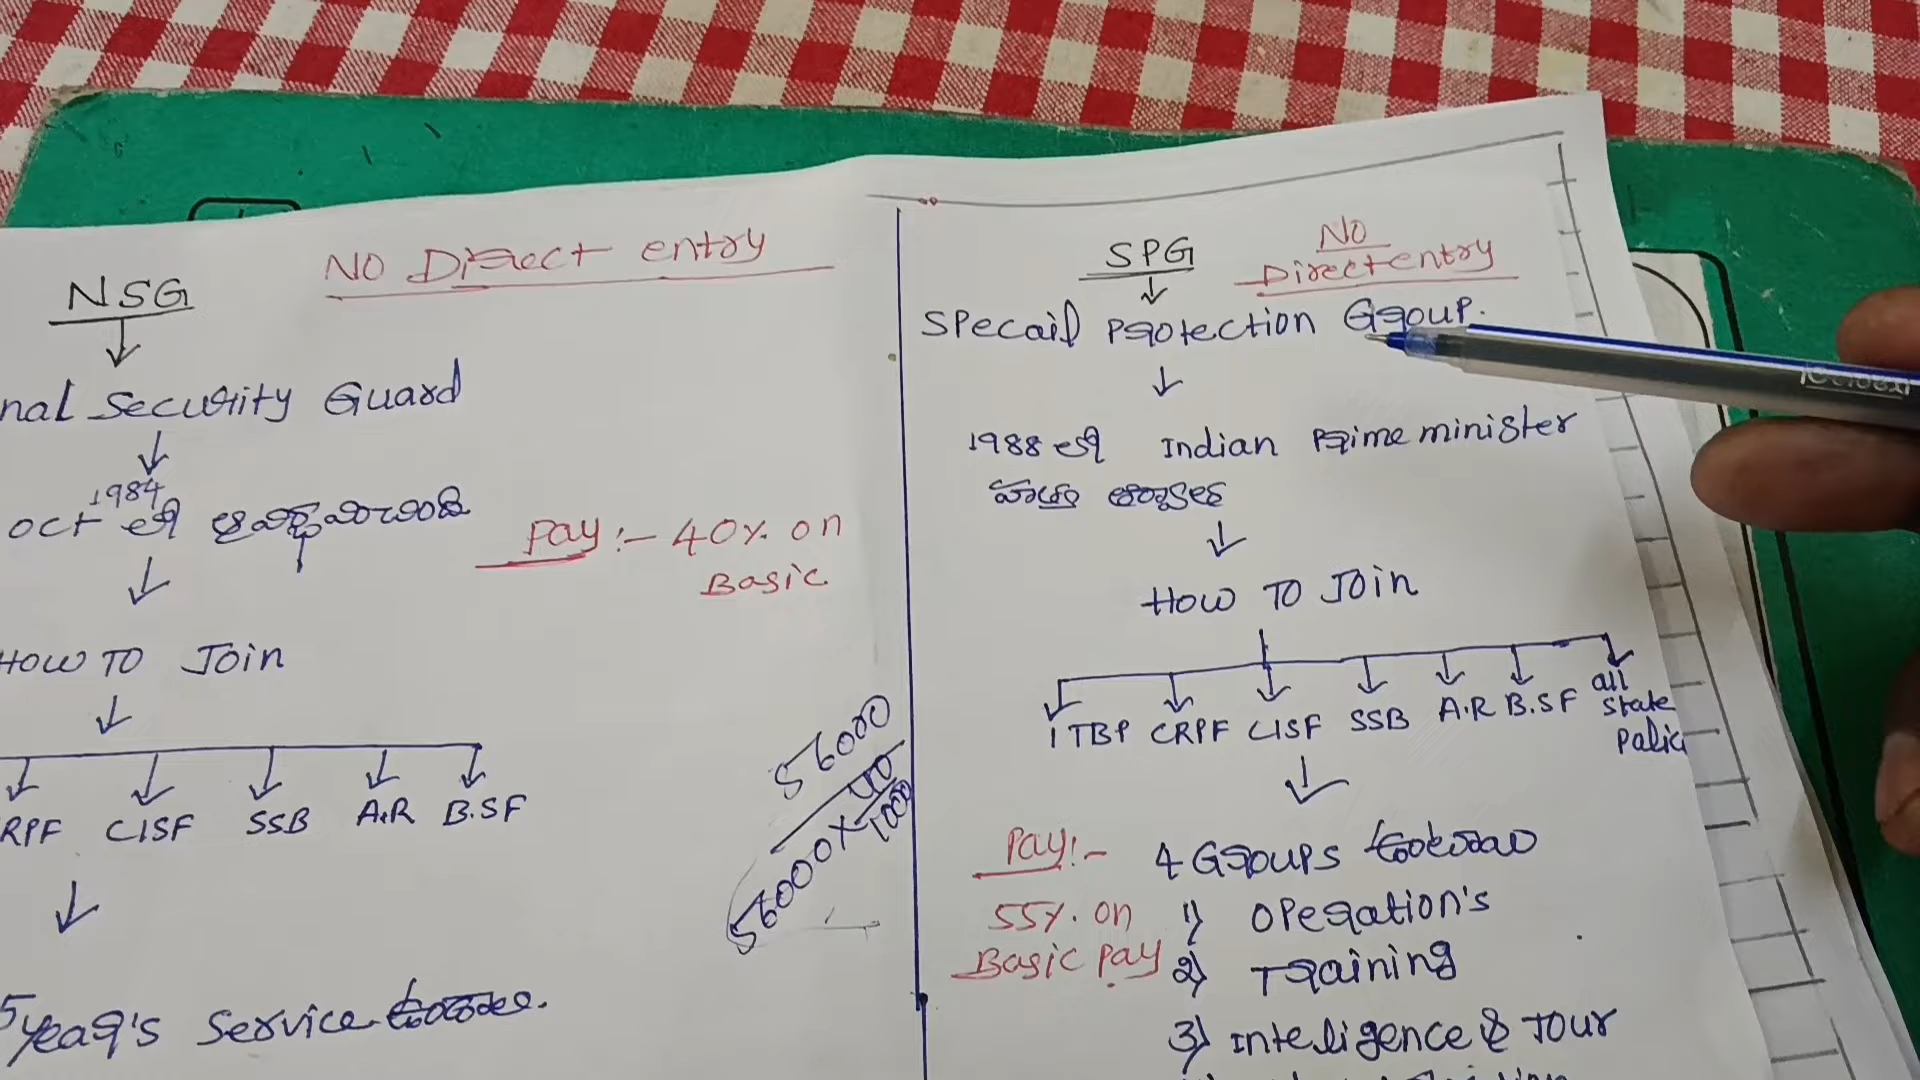 NSG
NO Direct entry
nal Security Guard
1984
Oct లో
Pay:- 40% on
Basic
HOW TO Join
RPF CISF SSB A.R B.SF
5 year's Service
56000
56000 X 40
SPG
NO
Direct entry
SPecail Protection Group.
1988 లో Indian Prime minister
HOW TO Join
ITBP CRPF CISF SSB A.R B.SF all
State
Pay:- 4 Groups
55% on
Basic Pay
1) Operation's
2) Training
3) Inteligence & Tour